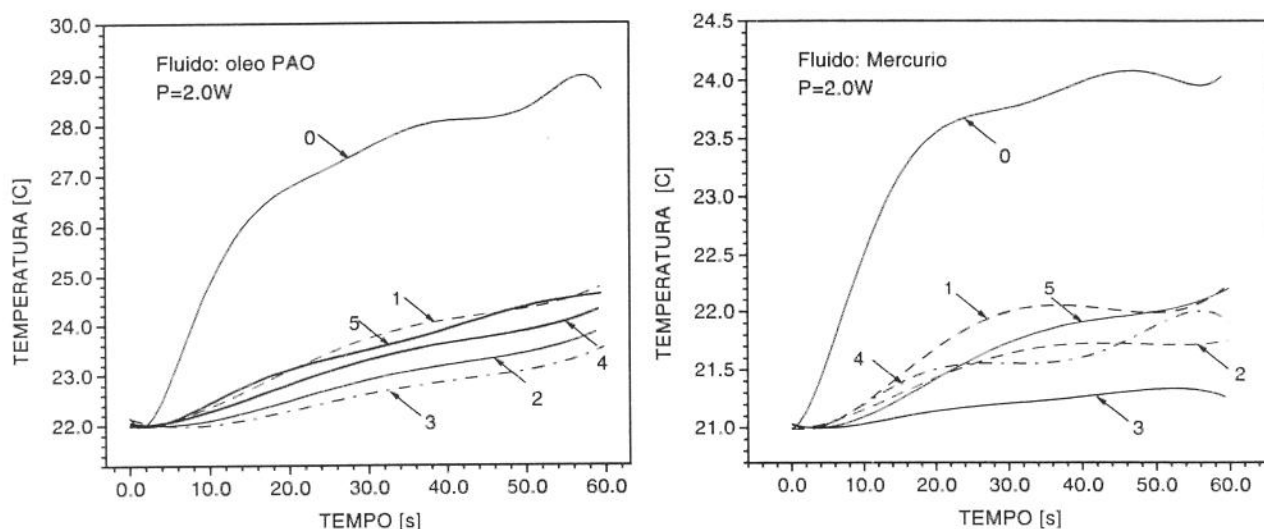 30.0
29.0
28.0
27.0
26.0
25.0
24.0
23.0
22.0
TEMPERATURA [C]
Fluido: oleo PAO
P=2.0W
0
1
5
4
2
3
0.0 10.0 20.0 30.0 40.0 50.0 60.0
TEMPO [s]
24.5
24.0
23.5
23.0
22.5
22.0
21.5
21.0
TEMPERATURA [C]
Fluido: Mercurio
P=2.0W
0
1
5
4
2
3
0.0 10.0 20.0 30.0 40.0 50.0 60.0
TEMPO [s]